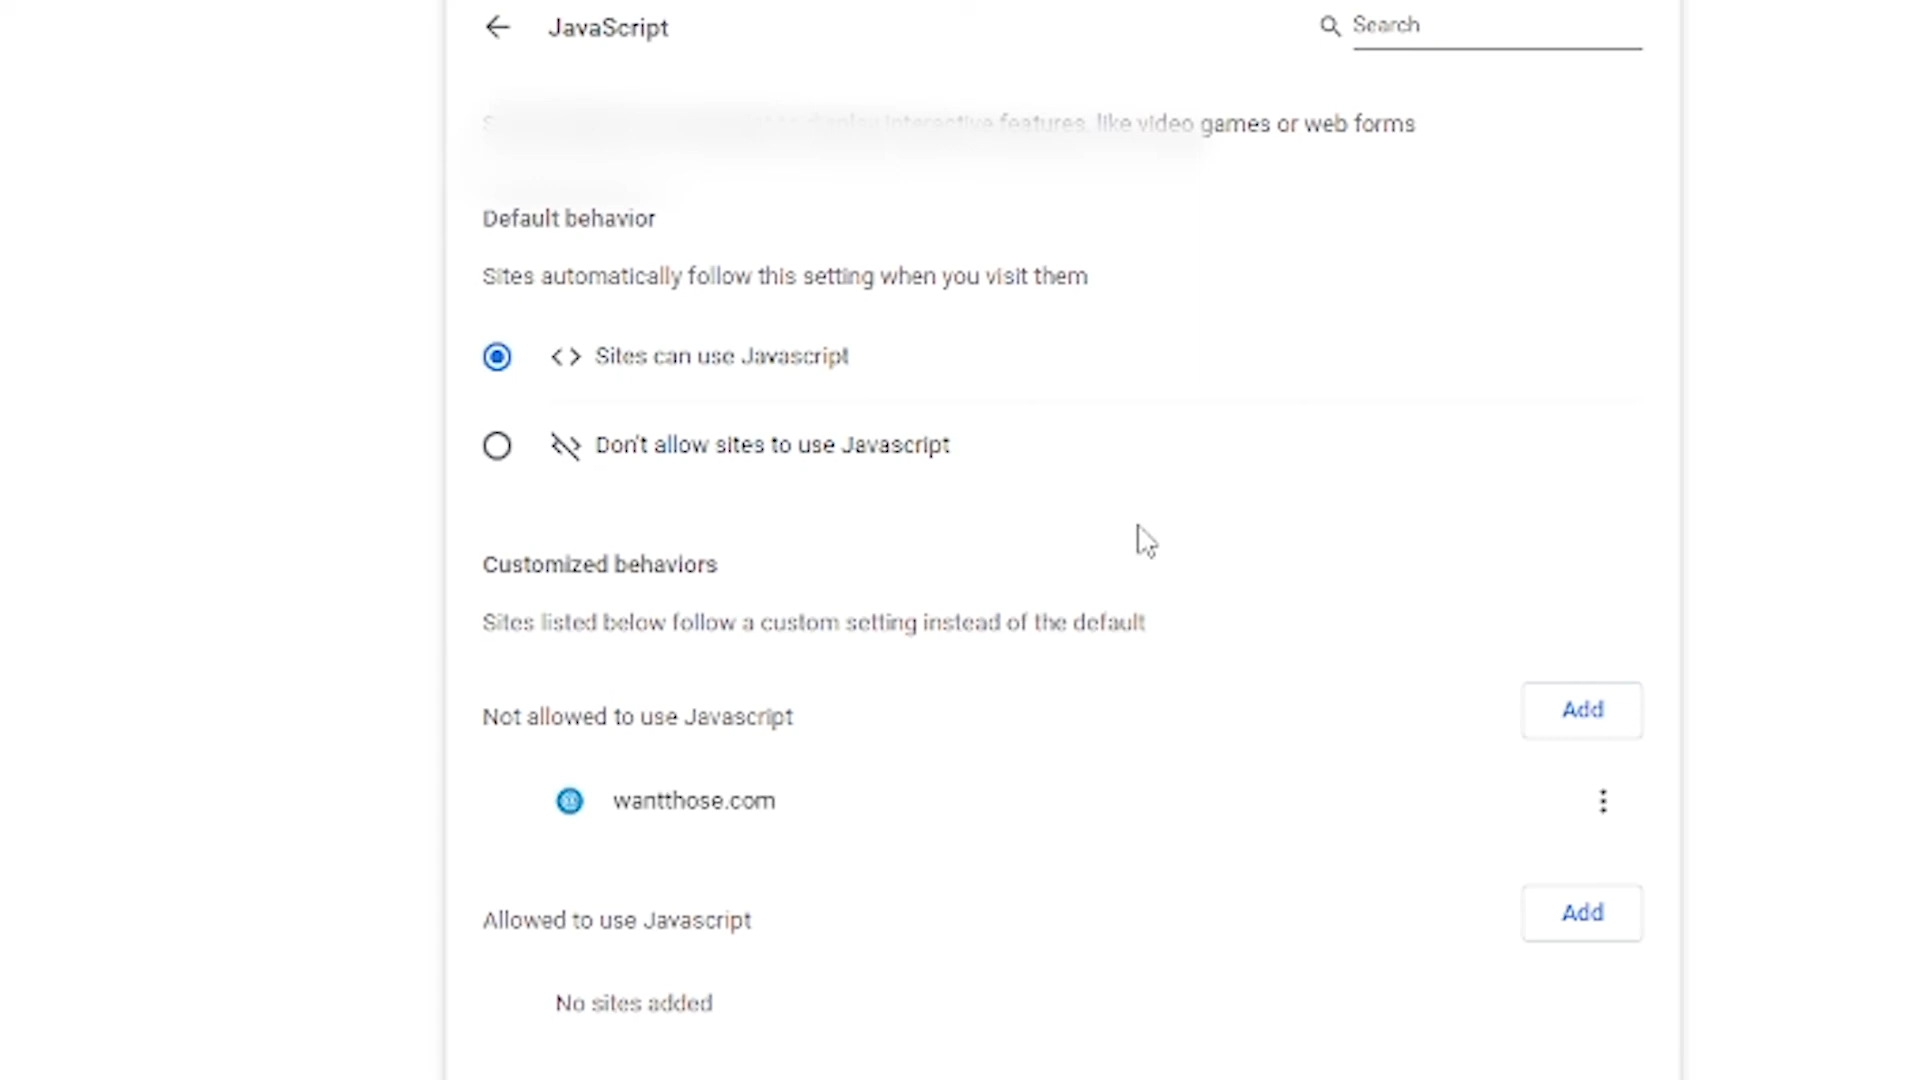 JavaScript
Search
display interactive features, like video games or web forms
Default behavior
Sites automatically follow this setting when you visit them
<> Sites can use Javascript
Don't allow sites to use Javascript
Customized behaviors
Sites listed below follow a custom setting instead of the default
Not allowed to use Javascript
Add
wantthose.com
Allowed to use Javascript
Add
No sites added